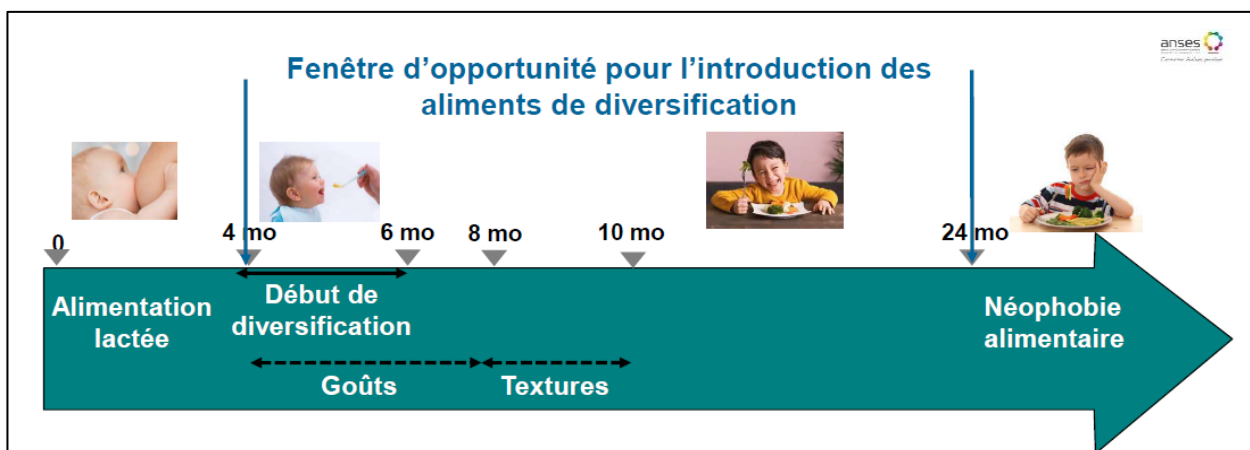 anses
Fenêtre d'opportunité pour l'introduction des
aliments de diversification
0
4 mo
6 mo
8 mo
10 mo
24 mo
Alimentation
lactée
Début de
diversification
Goûts
Textures
Néophobie
alimentaire